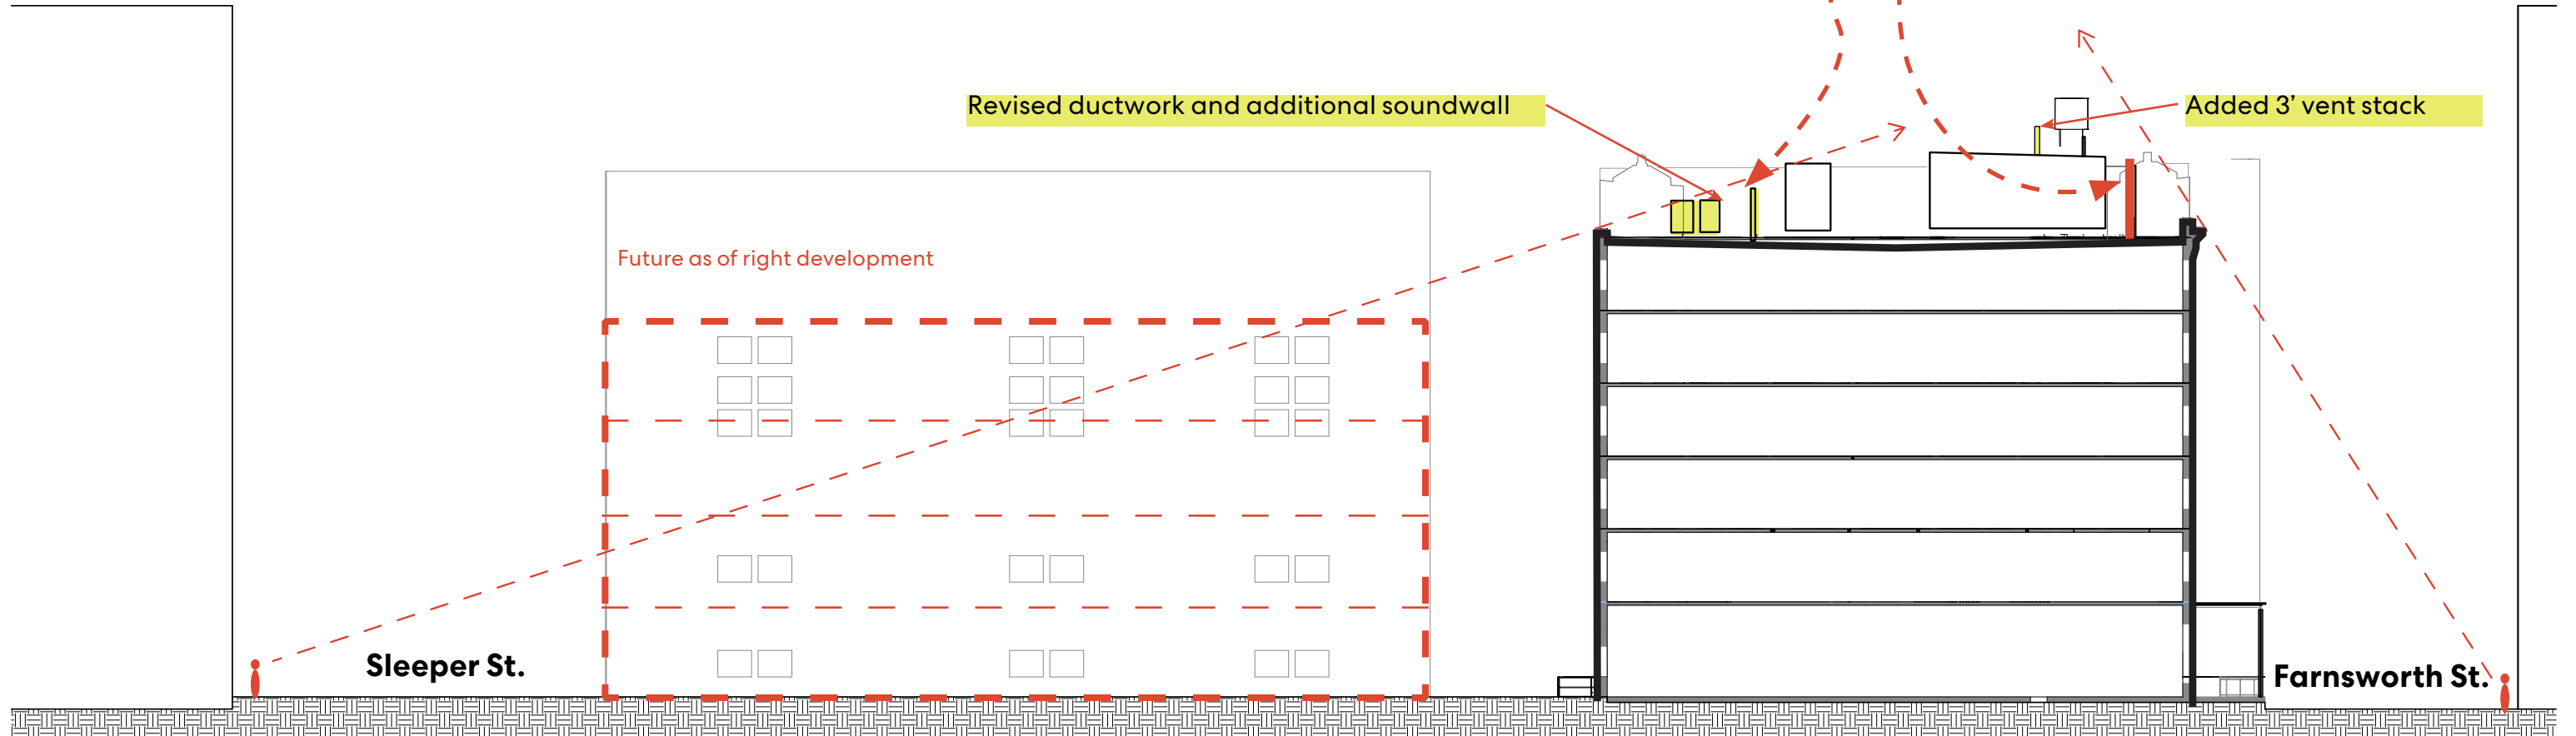 Revised ductwork and additional soundwall
Added 3’ vent stack
Future as of right development
Sleeper St.
Farnsworth St.